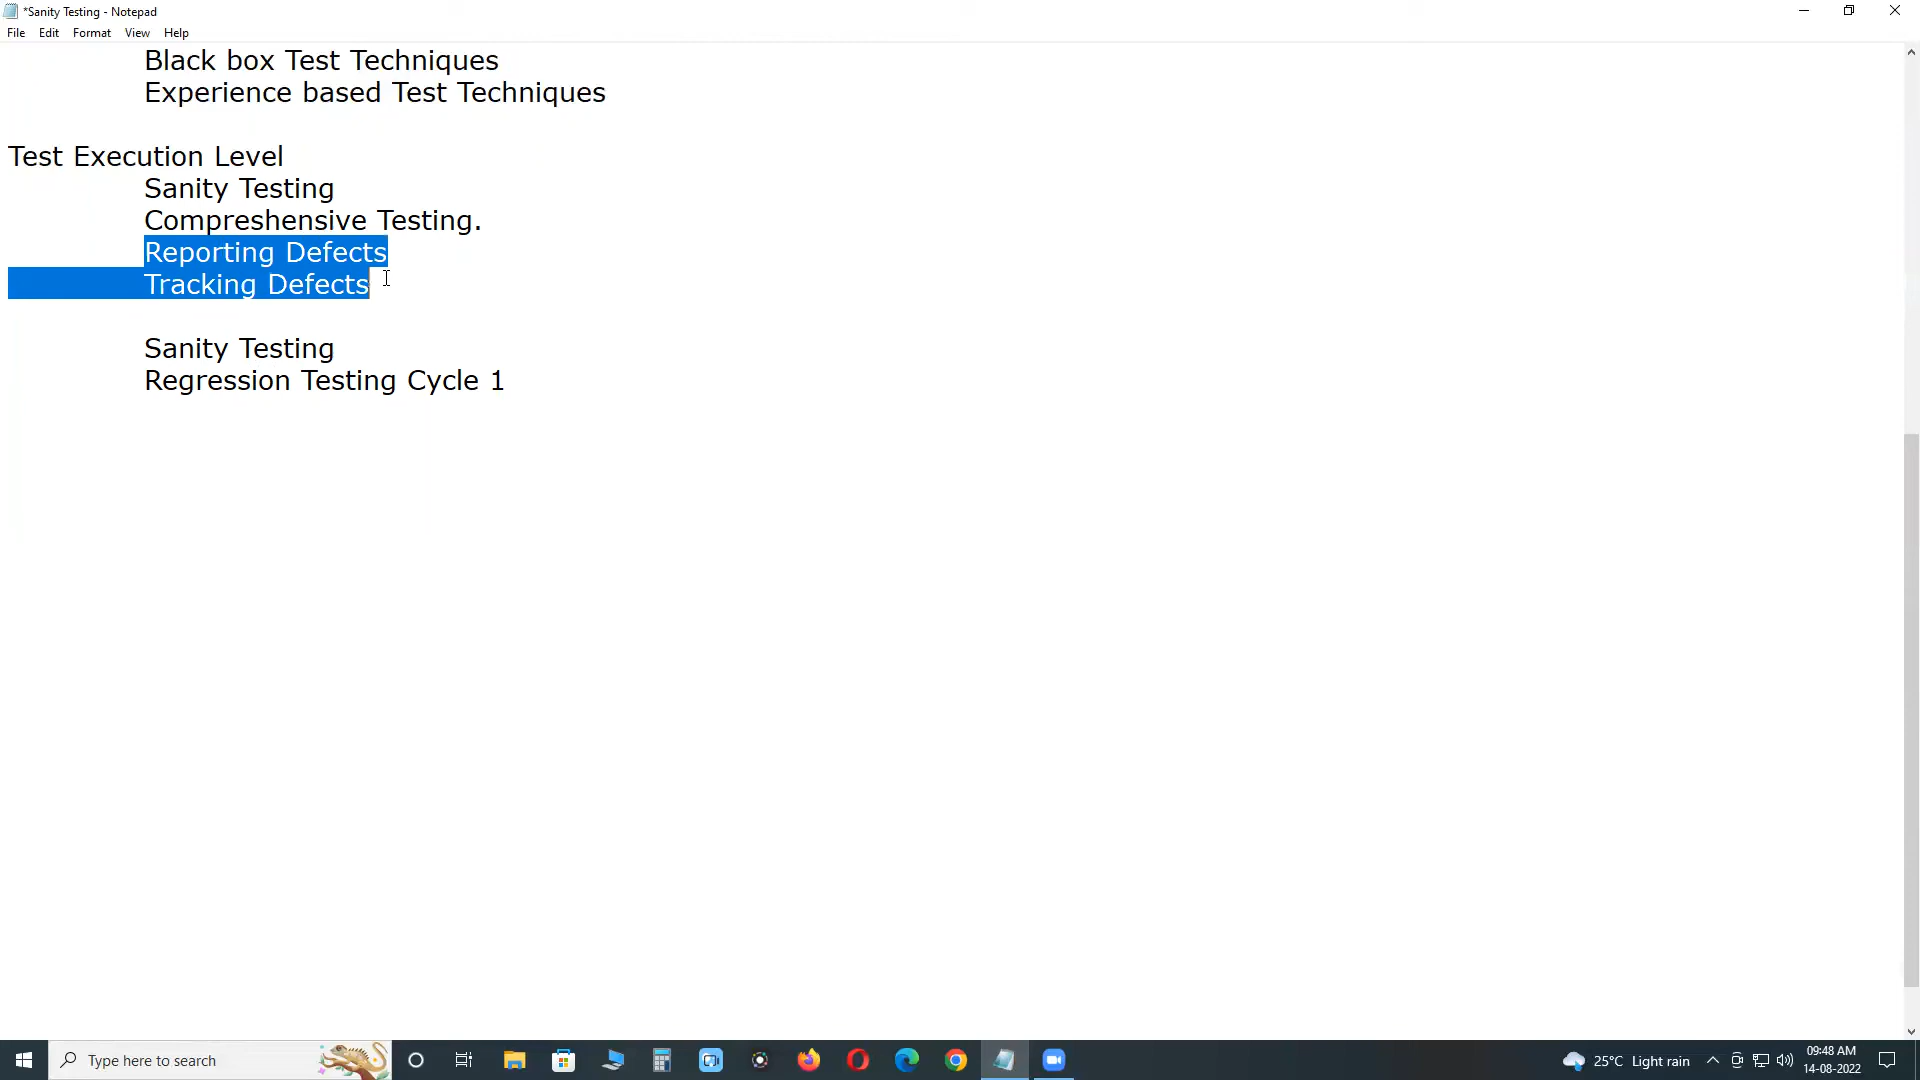 *Sanity Testing - Notepad
File Edit Format View Help
Black box Test Techniques
Experience based Test Techniques
Test Execution Level
Sanity Testing
Compreshensive Testing.
Reporting Defects
Tracking Defects
Sanity Testing
Regression Testing Cycle 1
Type here to search
25°C Light rain
09:48 AM
14-08-2022